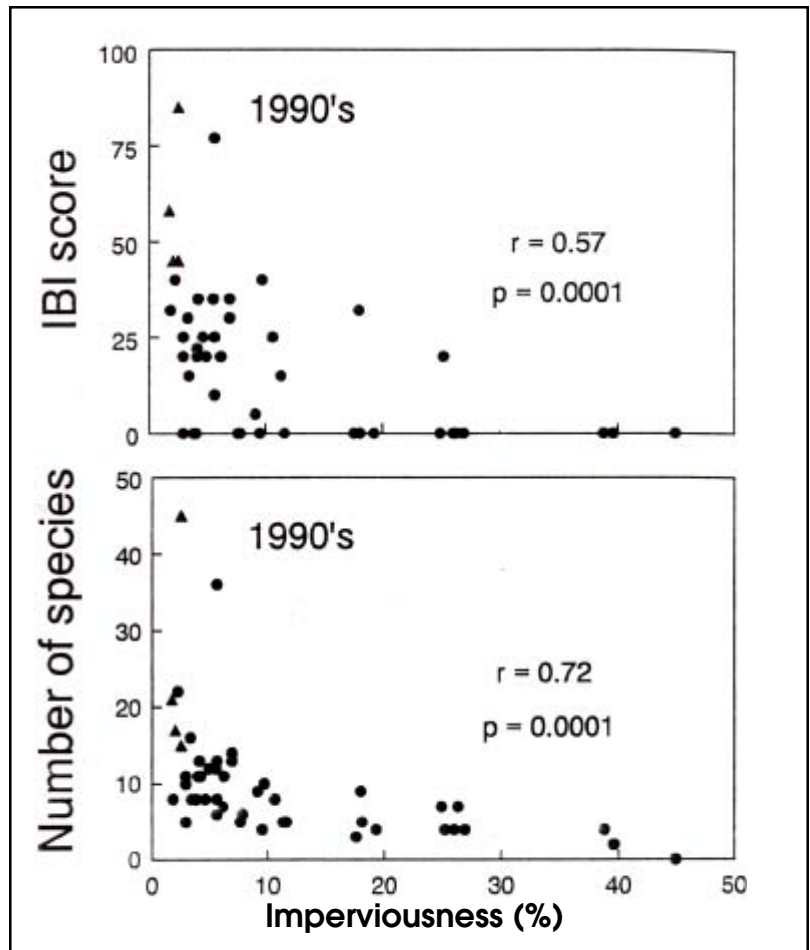 IBI score
100
75
50
25
0
1990's
r = 0.57
p = 0.0001
Number of species
50
40
30
20
10
0
1990's
r = 0.72
p = 0.0001
0 10 20 30 40 50
Imperviousness (%)